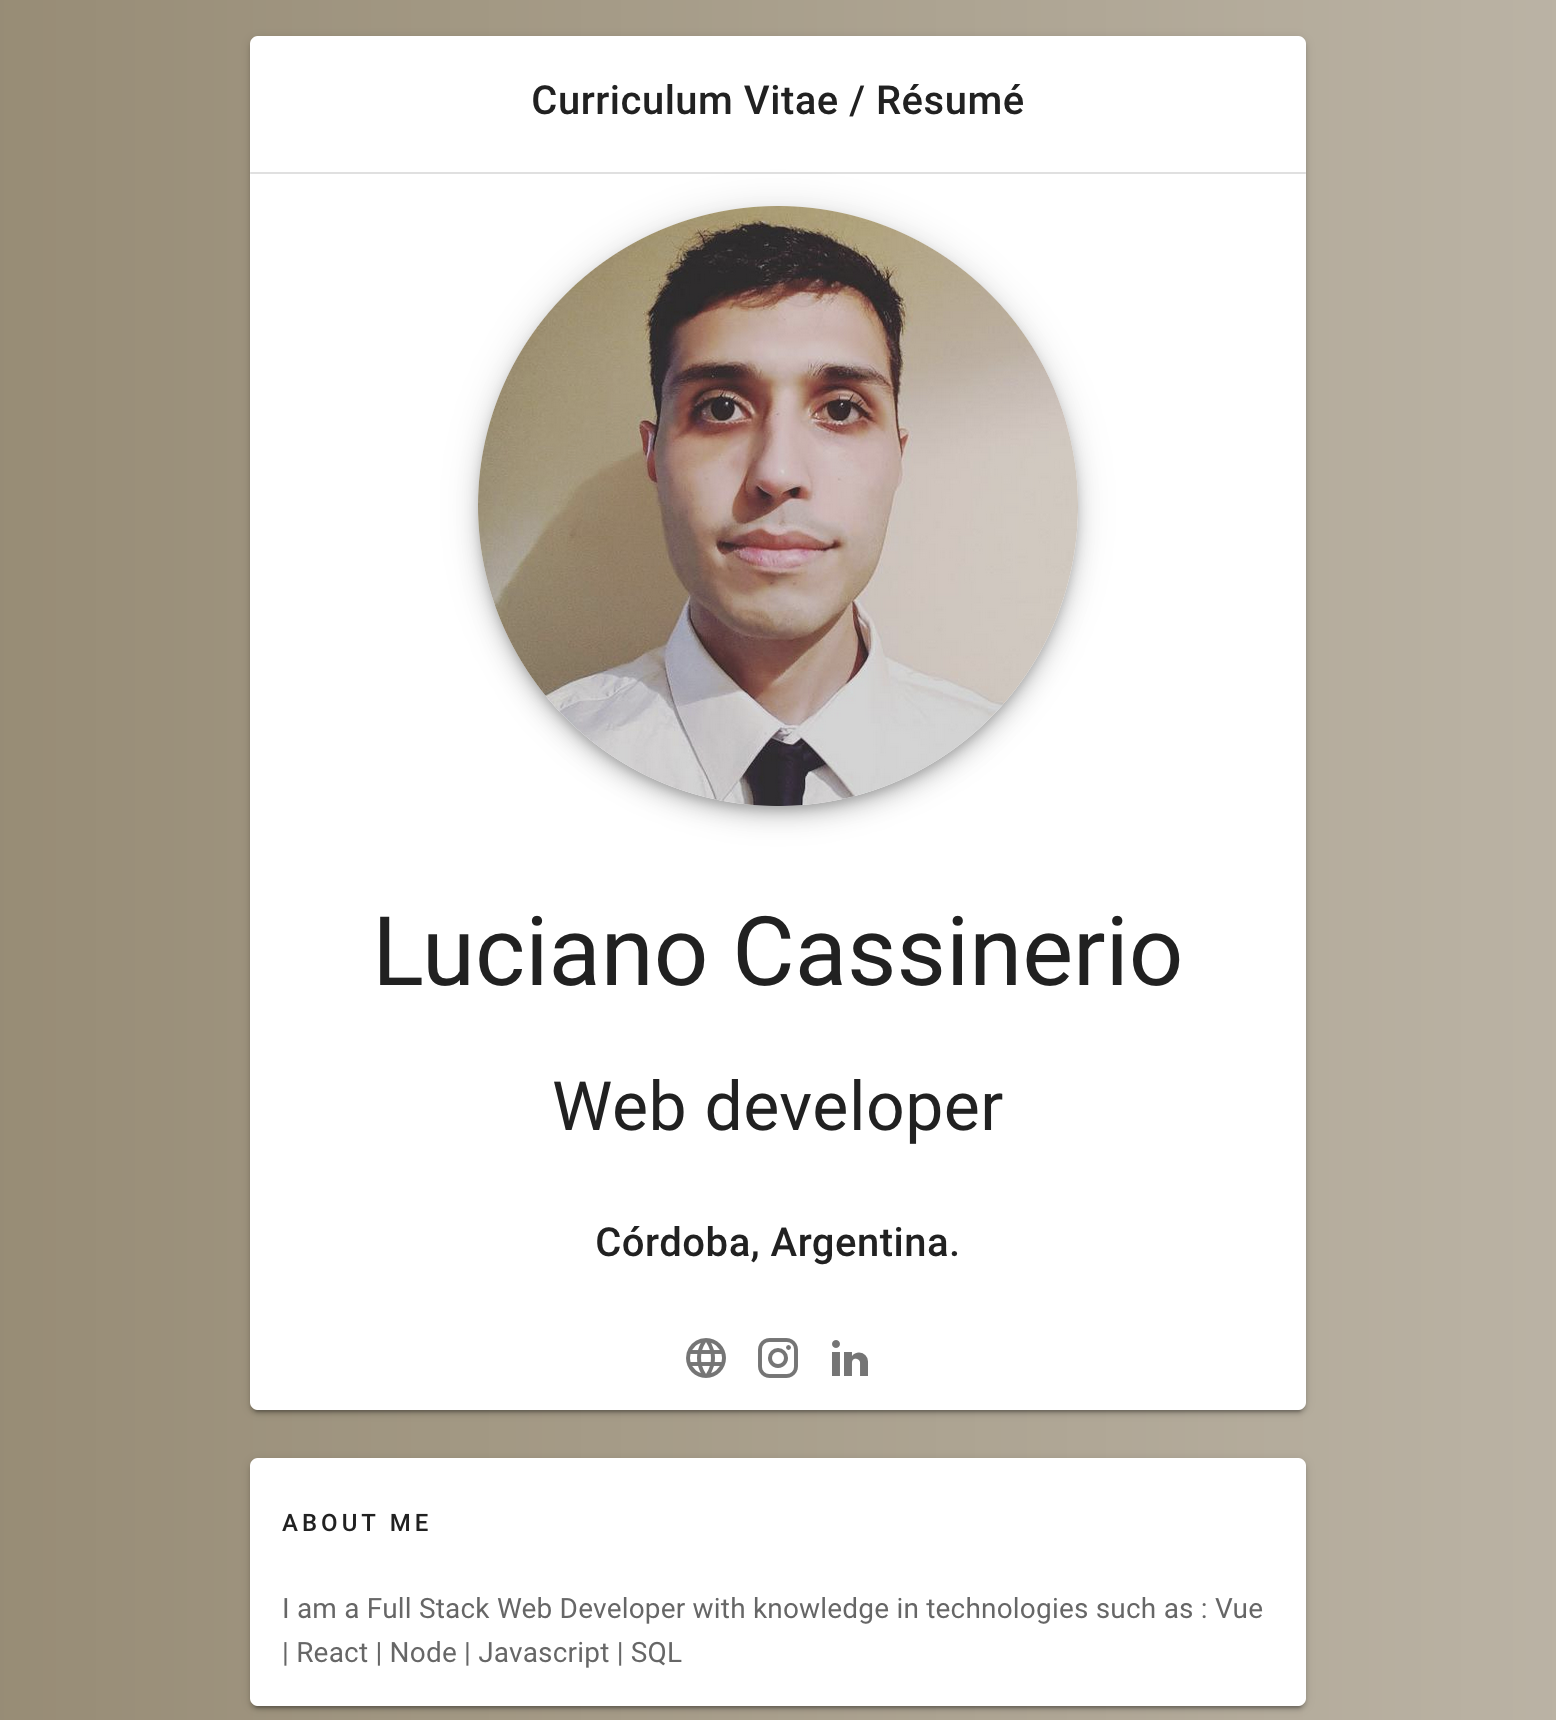 Curriculum Vitae / Résumé
Luciano Cassinerio
Web developer
Córdoba, Argentina.
ABOUT ME
I am a Full Stack Web Developer with knowledge in technologies such as : Vue
| React | Node | Javascript | SQL